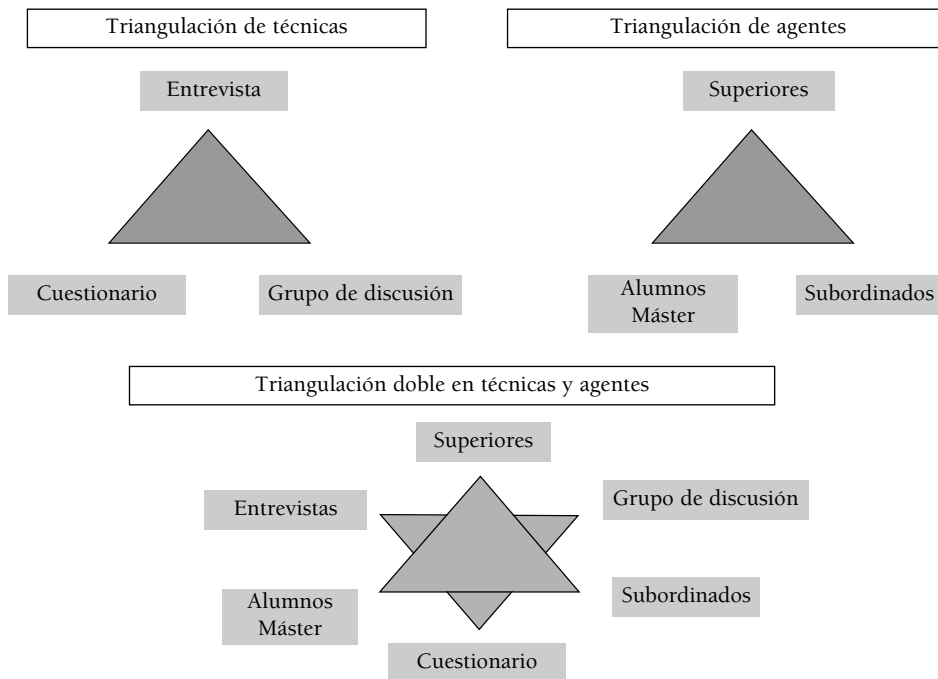 Triangulación de técnicas
Triangulación de agentes
Entrevista
Superiores
Cuestionario
Grupo de discusión
Alumnos
Máster
Subordinados
Triangulación doble en técnicas y agentes
Superiores
Entrevistas
Grupo de discusión
Alumnos
Máster
Subordinados
Cuestionario